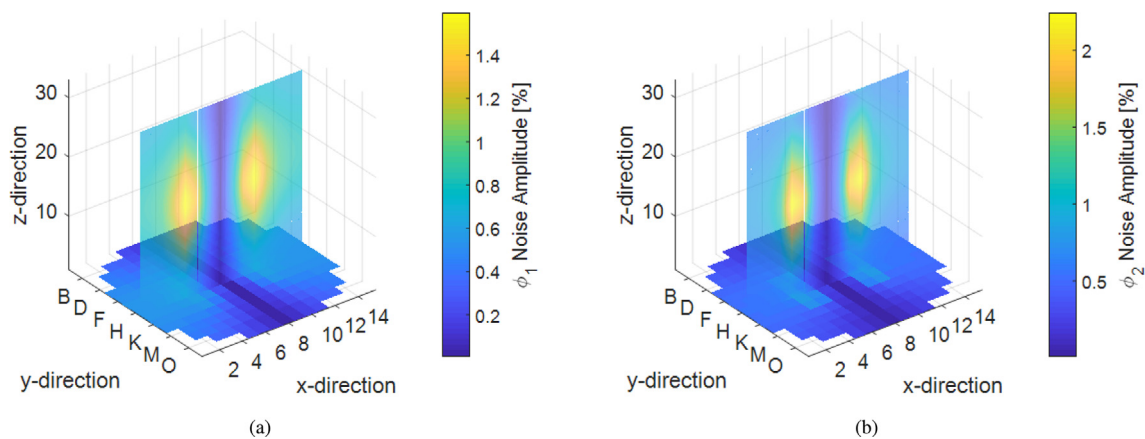 30
20
10
z-direction
B
D
F
H
K
M
O
y-direction
2
4
6
8
10
12
14
x-direction
1.4
1.2
1
0.8
0.6
0.4
0.2
ϕ1 Noise Amplitude [%]
(a)
30
20
10
z-direction
B
D
F
H
K
M
O
y-direction
2
4
6
8
10
12
14
x-direction
2
1.5
1
0.5
ϕ2 Noise Amplitude [%]
(b)